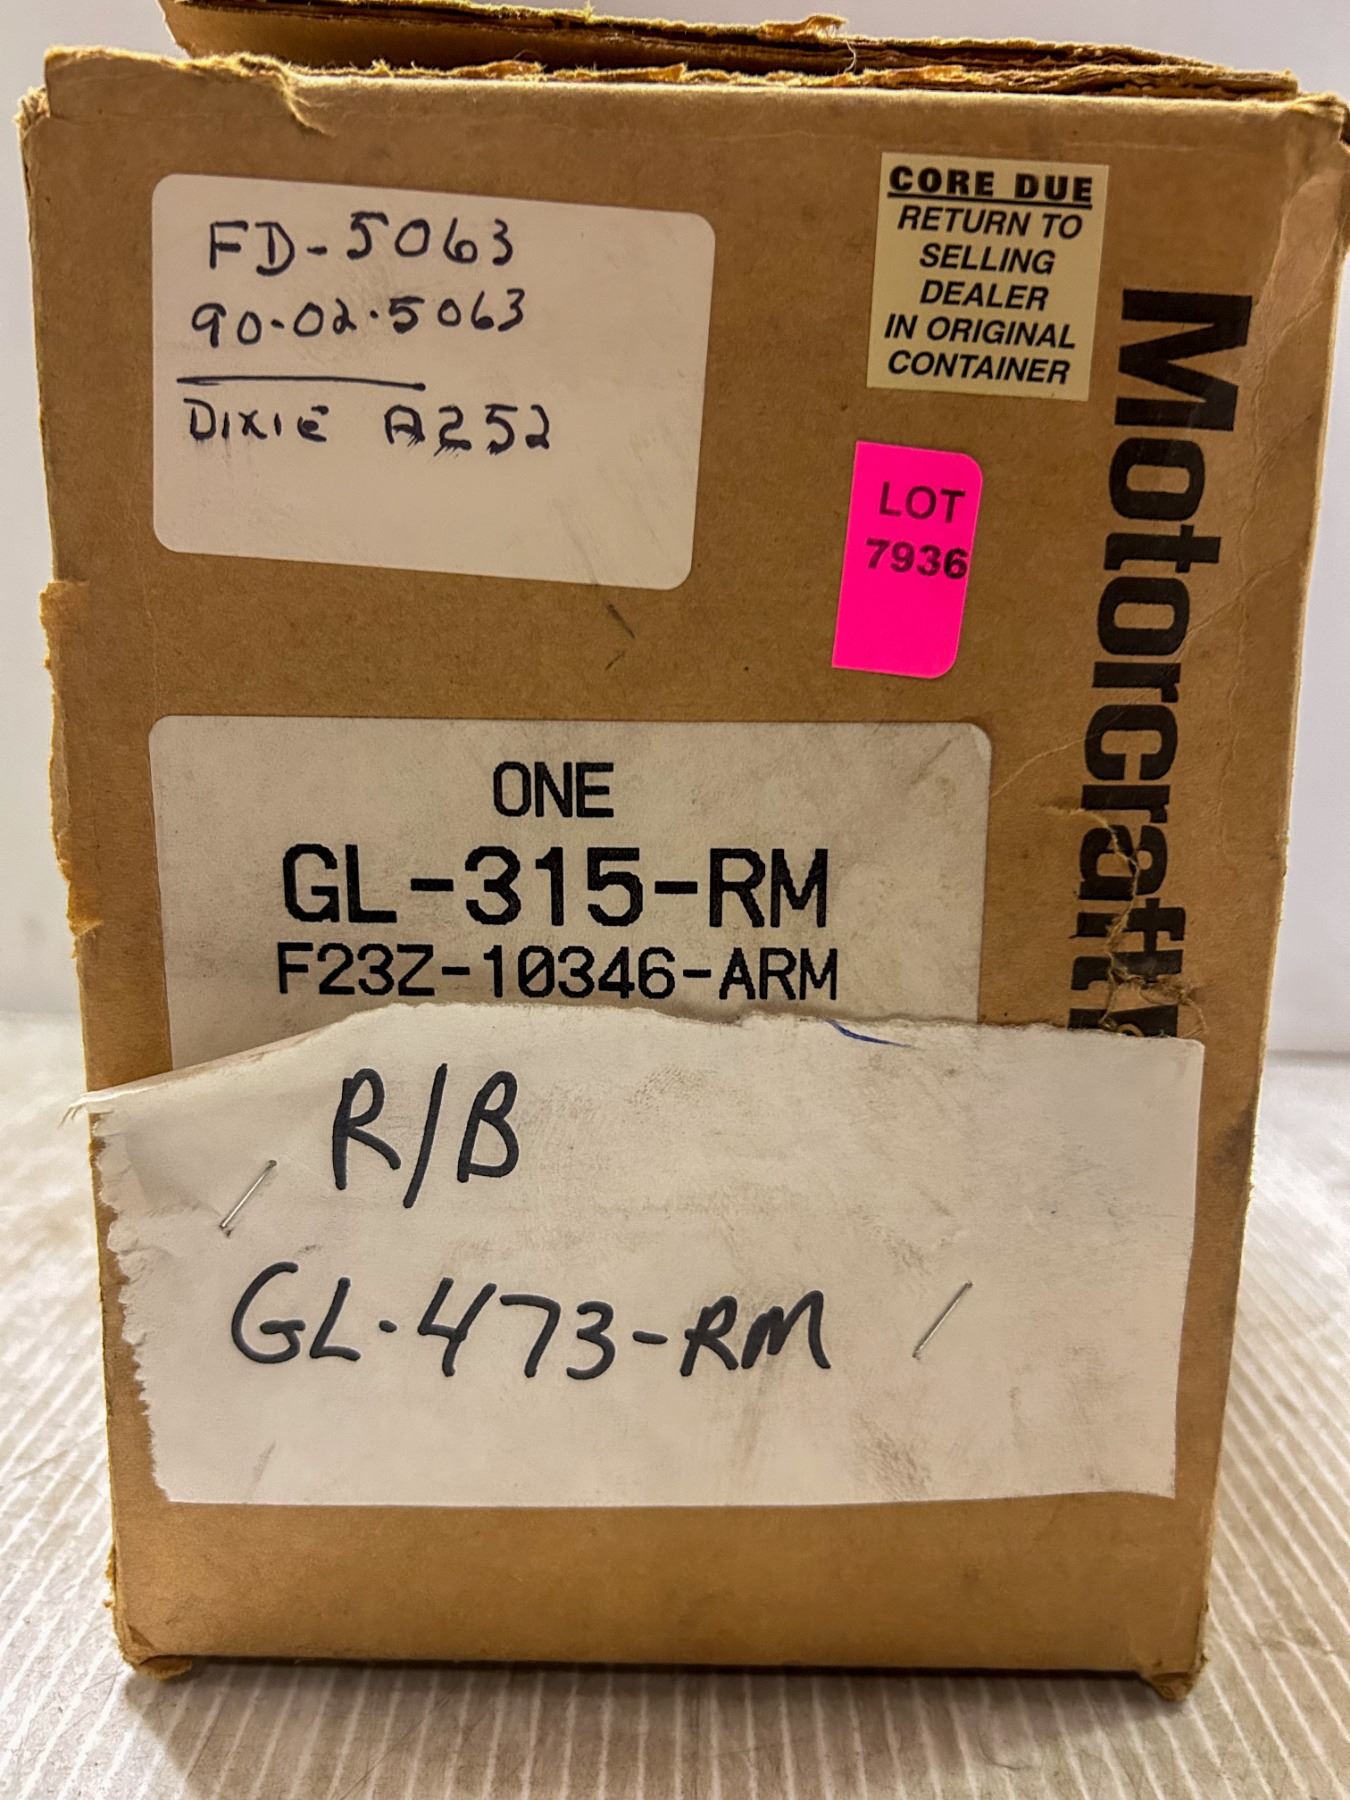 FD-5063
90-02·5063
DIXIE A252
CORE DUE
RETURN TO
SELLING
DEALER
IN ORIGINAL
CONTAINER
Motorcraft
LOT
7936
ONE
GL-315-RM
F23Z-10346-ARM
R/B
GL-473-RM